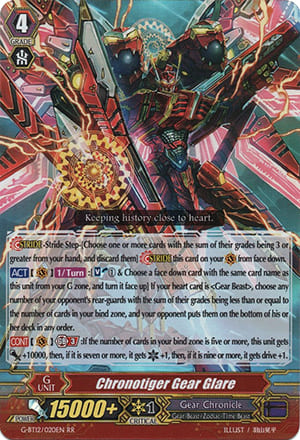 4
GRADE
Keeping history close to heart.
STRIDE -Stride Step-[Choose one or more cards with the sum of their grades being 3 or
greater from your hand, and discard them] STRIDE this card on your (V) from face down.
ACT (V) 1/Turn : [ & Choose a face down card with the same card name as
this unit from your G zone, and turn it face up] If your heart card is <Gear Beast>, choose any
number of your opponent's rear-guards with the sum of their grades being less than or equal to
the number of cards in your bind zone, and your opponent puts them on the bottom of his or
her deck in any order.
CONT (V) GB 3 :If the number of cards in bind zone is five or more, this unit gets
+10000, then, if it is seven or more, it gets +1, then, if it is nine or more, it gets drive +1.
G
UNIT
Chronotiger Gear Glare
POWER
15000+
1
CRITICAL
Gear Chronicle
Gear Beast/Zodiac Time Beast
G-BT12/020EN RR
ILLUST / 羽山晃平